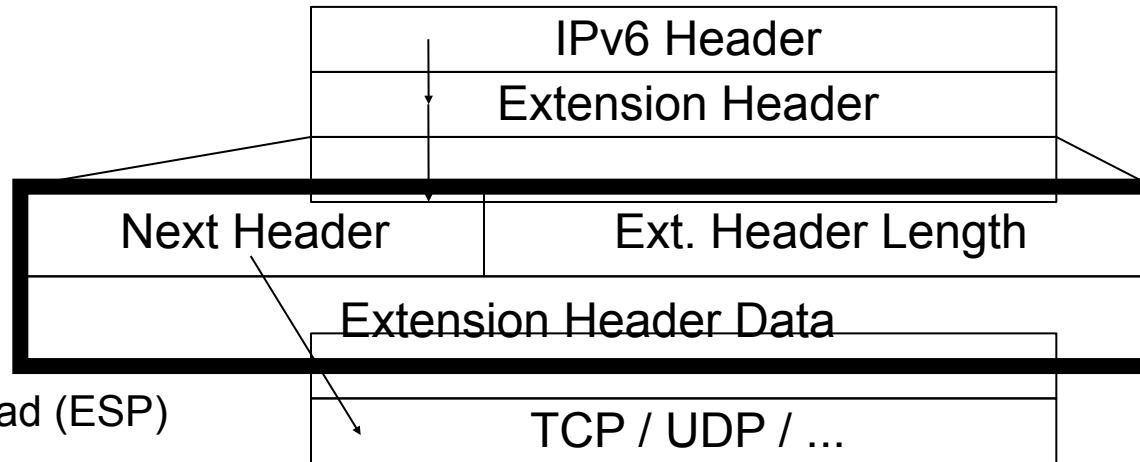 IPv6 Header
Extension Header
Next Header
Ext. Header Length
Extension Header Data
ad (ESP)
TCP / UDP / ...